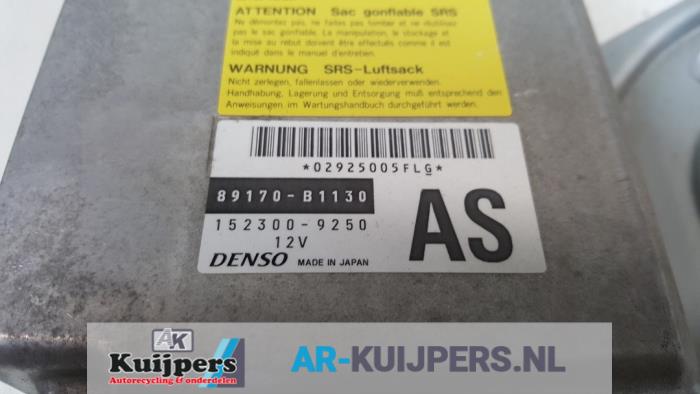 ATTENTION Sac gonflable SRS
Ne démontez pas, ne faites pas tomber et ne réutilisez
pas le sac gonflable. La manipulation, le stockage et
la mise au rebut doivent être effectués comme il est
indiqué dans le manuel d'entretien.
WARNUNG SRS-Luftsack
Nicht zerlegen, fallenlassen oder wiederverwenden.
Handhabung, Lagerung und Entsorgung muß entsprechend den
Anweisungen im Wartungshandbuch durchgeführt werden.
*02925005FLG*
89170-B1130
152300-9250
12V
DENSO MADE IN JAPAN
AS
AK
Kuijpers
Autorecycling & onderdelen
AR-KUIJPERS.NL